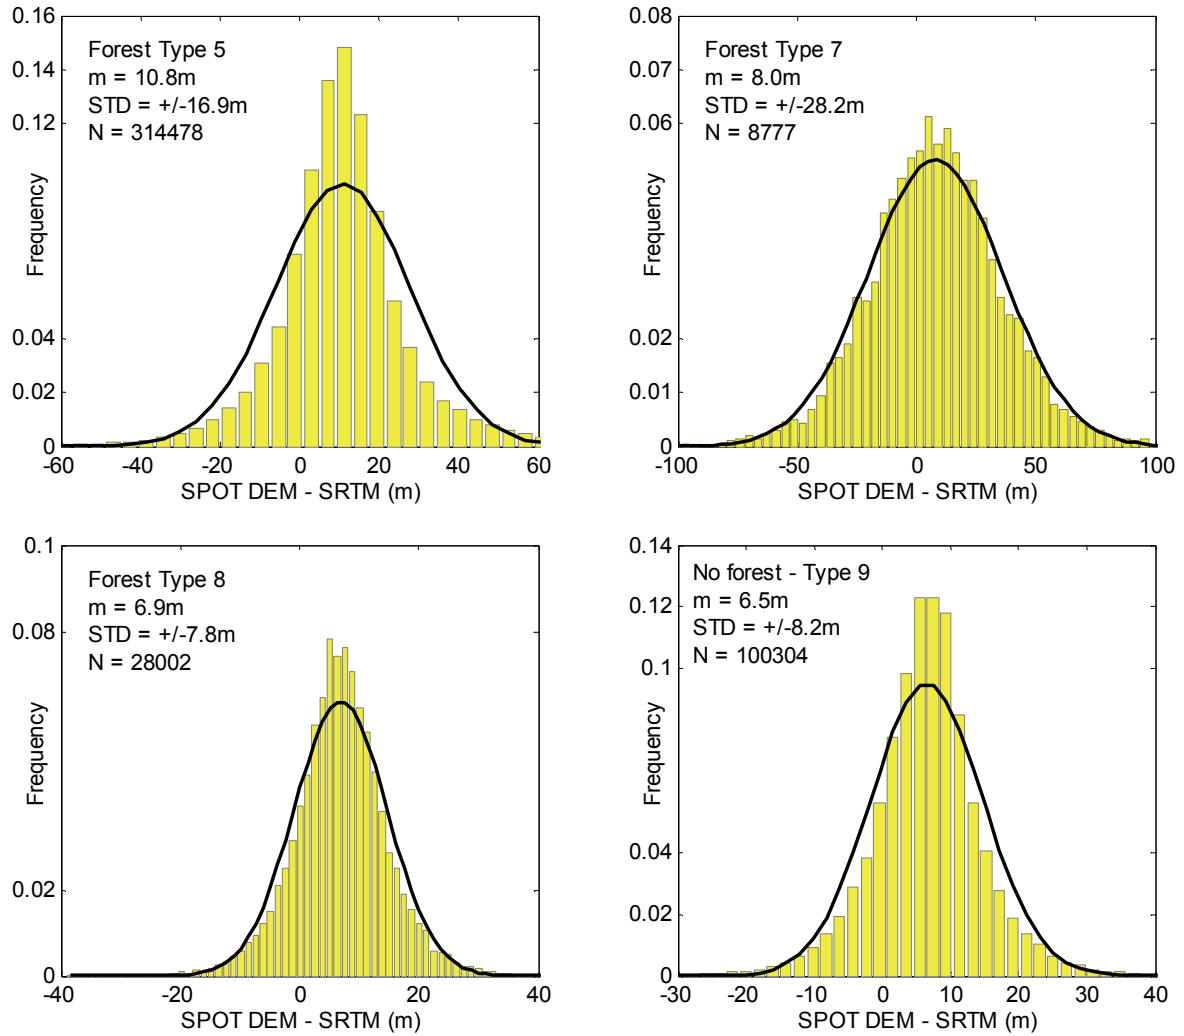 0.16
0.14
0.12
0.04
0.02
0
Frequency
Forest Type 5
m = 10.8m
STD = +/-16.9m
N = 314478
-60 -40 -20 0 20 40 60
SPOT DEM - SRTM (m)
0.08
0.07
0.06
0.02
0.01
0
Frequency
Forest Type 7
m = 8.0m
STD = +/-28.2m
N = 8777
-100 -50 0 50 100
SPOT DEM - SRTM (m)
0.1
0.08
0.02
0
Frequency
Forest Type 8
m = 6.9m
STD = +/-7.8m
N = 28002
-40 -20 0 20 40
SPOT DEM - SRTM (m)
0.14
0.12
0.1
0.04
0.02
0
Frequency
No forest - Type 9
m = 6.5m
STD = +/-8.2m
N = 100304
-30 -20 -10 0 10 20 30 40
SPOT DEM - SRTM (m)